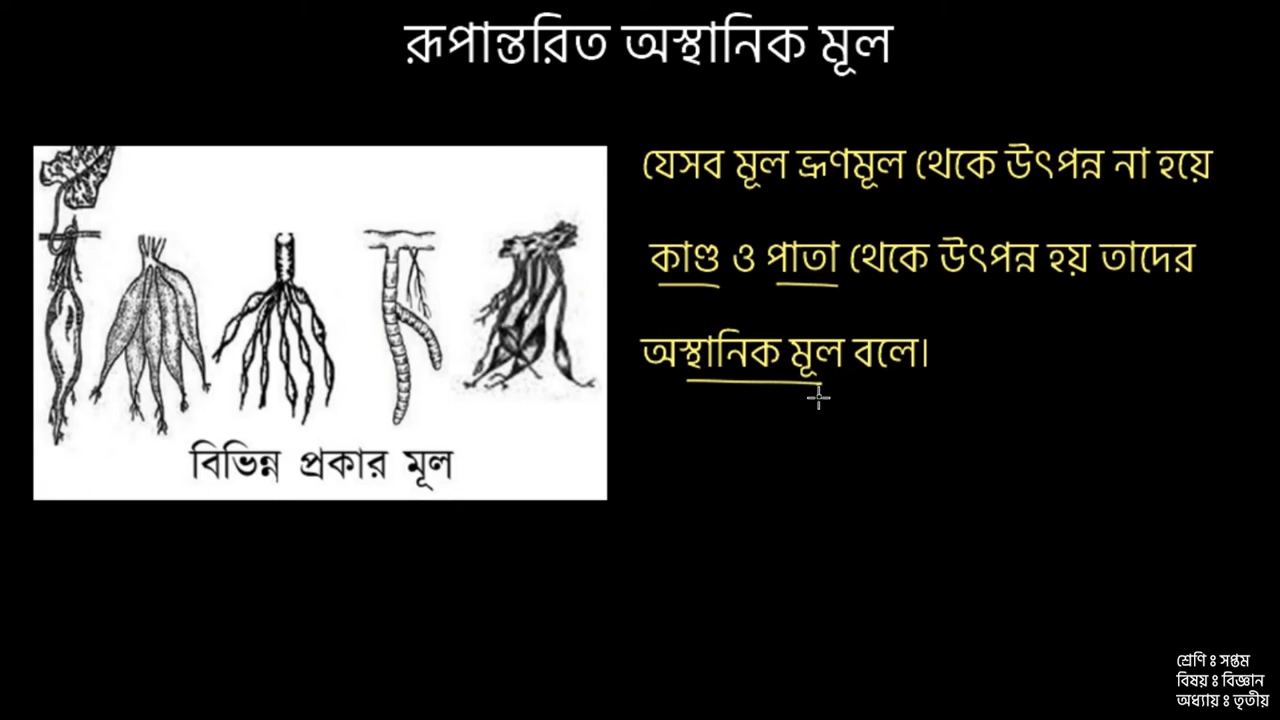 রূপান্তরিত অস্থানিক মূল
যেসব মূল ভ্রূণমূল থেকে উৎপন্ন না হয়ে
কাণ্ড ও পাতা থেকে উৎপন্ন হয় তাদের
অস্থানিক মূল বলে।
বিভিন্ন প্রকার মূল
শ্রেণি ঃ সপ্তম
বিষয় ঃ বিজ্ঞান
অধ্যায় ঃ তৃতীয়